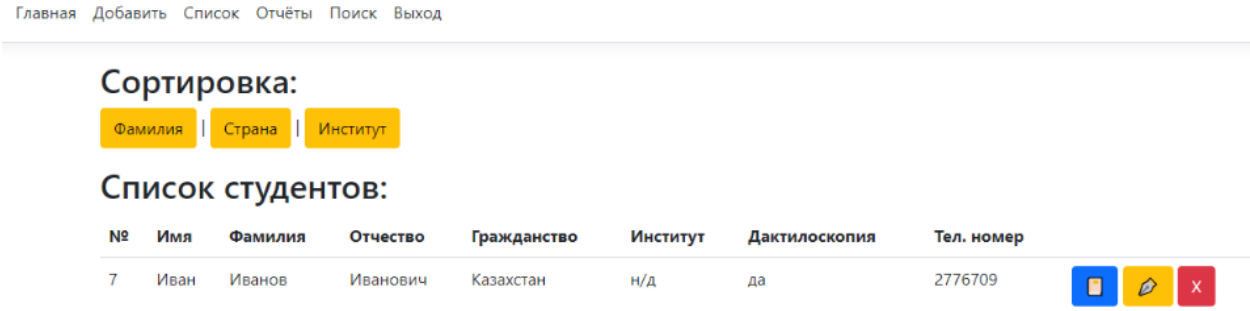 Главная Добавить Список Отчёты Поиск Выход
Сортировка:
Фамилия | Страна | Институт
Список студентов:
№ Имя Фамилия Отчество Гражданство Институт Дактилоскопия Тел. номер
7 Иван Иванов Иванович Казахстан н/д да 2776709 X